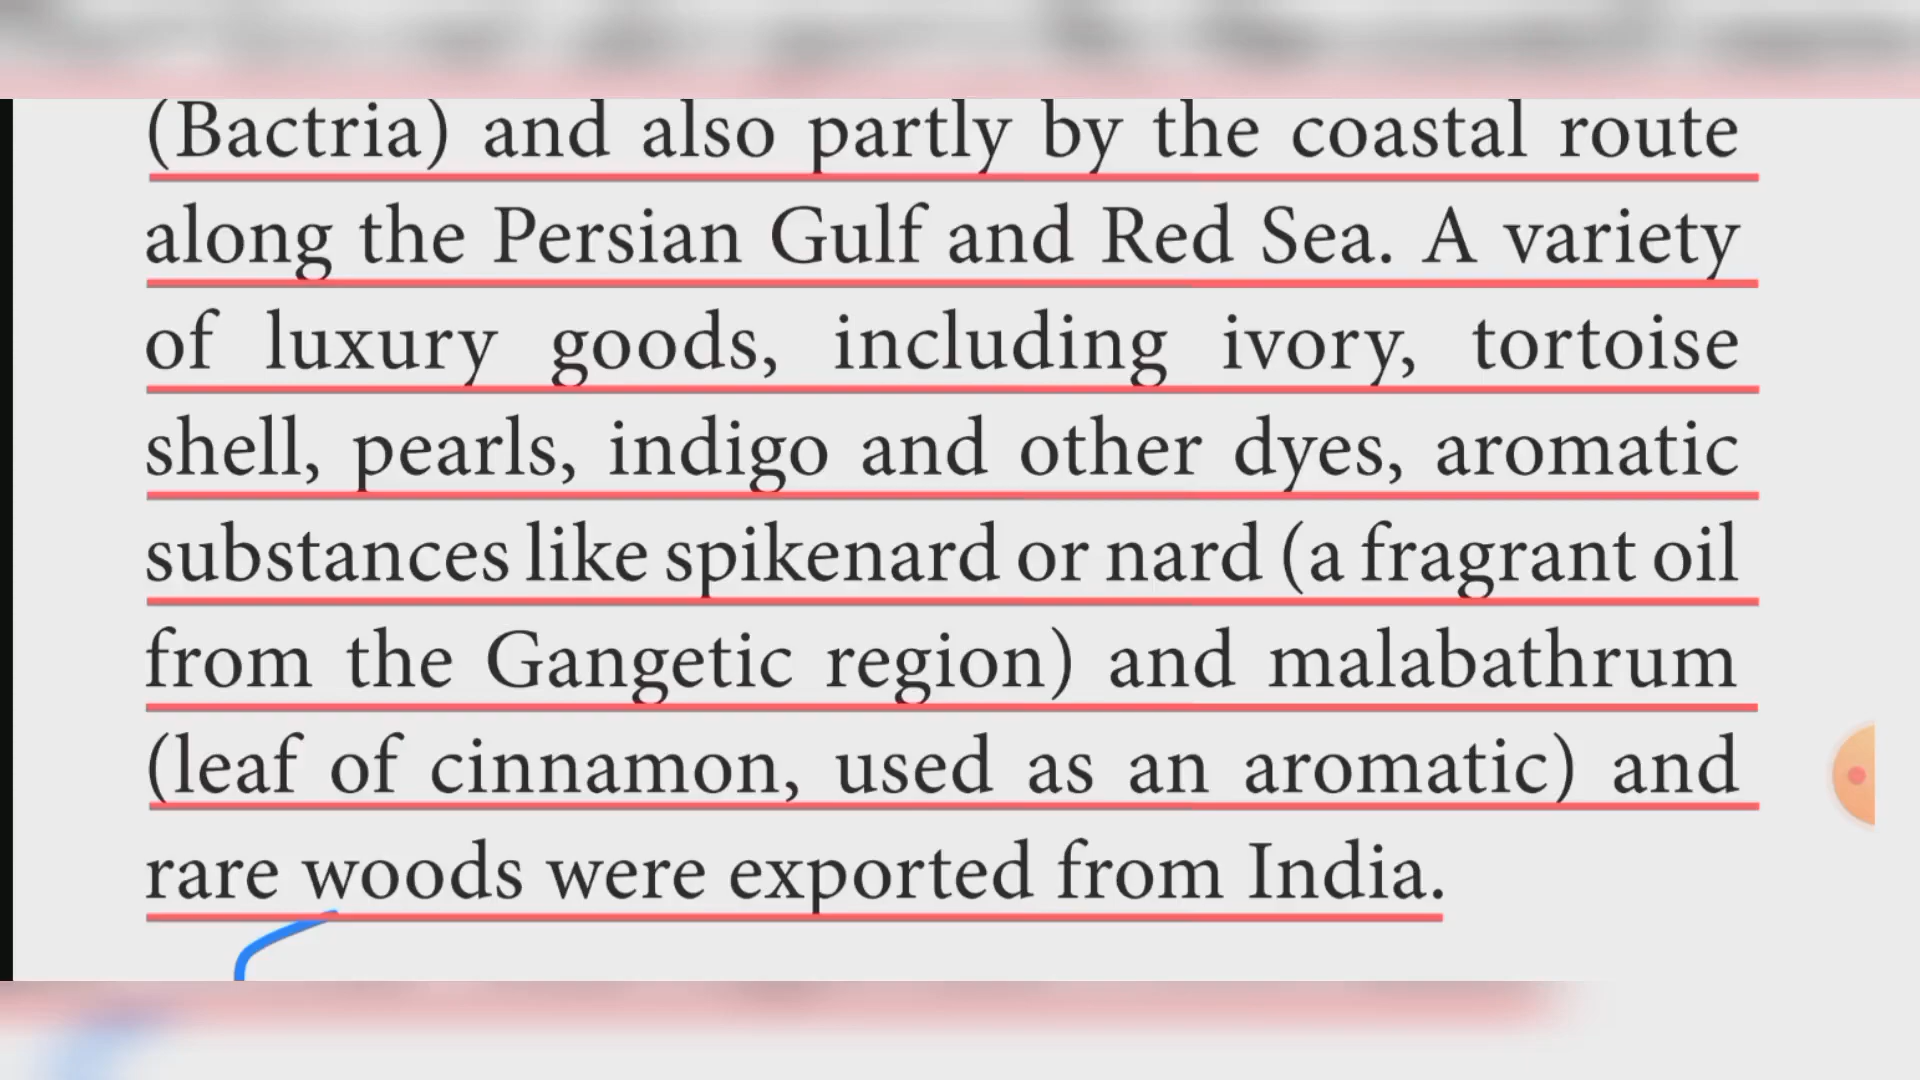 (Bactria) and also partly by the coastal route
along the Persian Gulf and Red Sea. A variety
of luxury goods, including ivory, tortoise
shell, pearls, indigo and other dyes, aromatic
substances like spikenard or nard (a fragrant oil
from the Gangetic region) and malabathrum
(leaf of cinnamon, used as an aromatic) and
rare woods were exported from India.